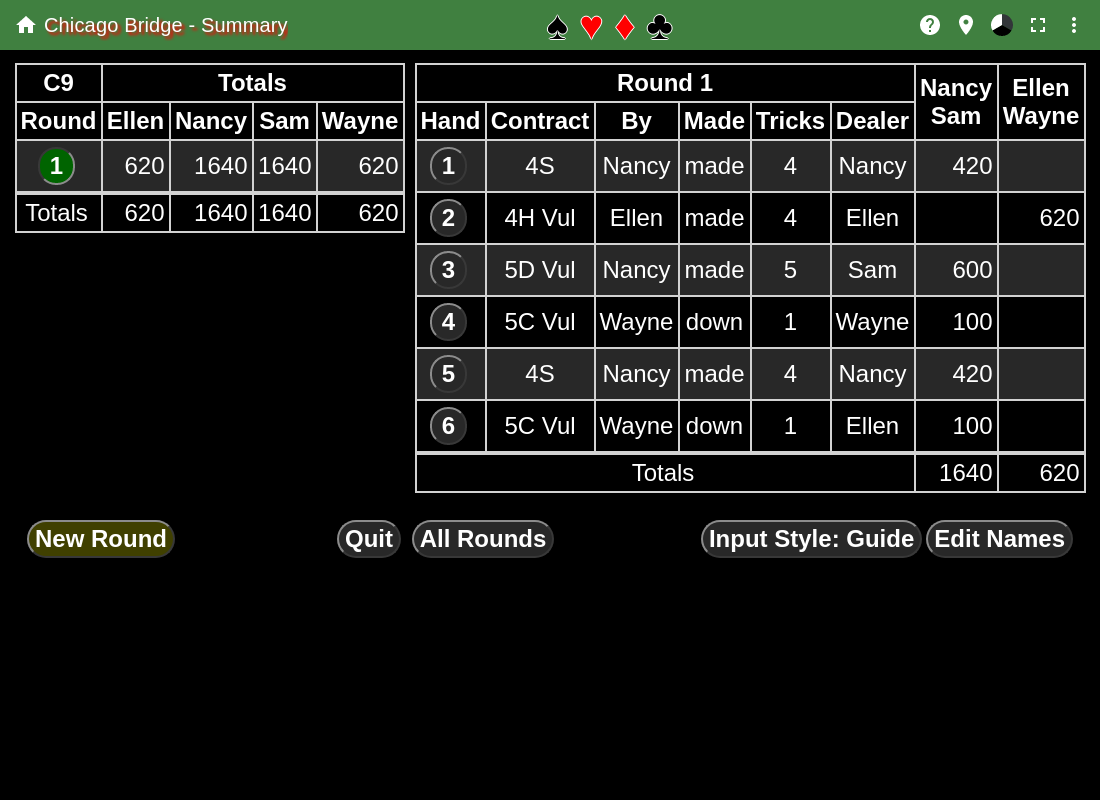 Chicago Bridge - Summary
C9 Totals
Round Ellen Nancy Sam Wayne
1 620 1640 1640 620
Totals 620 1640 1640 620
Round 1 Nancy Sam Ellen Wayne
Hand Contract By Made Tricks Dealer
1 4S Nancy made 4 Nancy 420
2 4H Vul Ellen made 4 Ellen 620
3 5D Vul Nancy made 5 Sam 600
4 5C Vul Wayne down 1 Wayne 100
5 4S Nancy made 4 Nancy 420
6 5C Vul Wayne down 1 Ellen 100
Totals 1640 620
New Round Quit All Rounds Input Style: Guide Edit Names